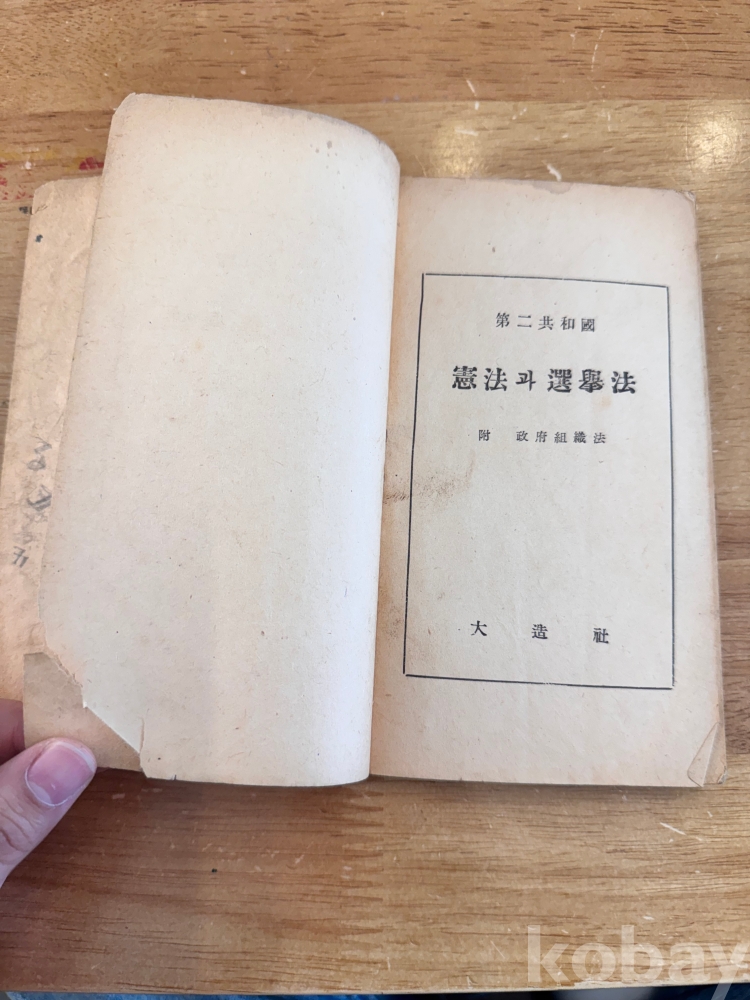 第二共和國
憲法과 選擧法
附 政府組織法
大造社
kobay